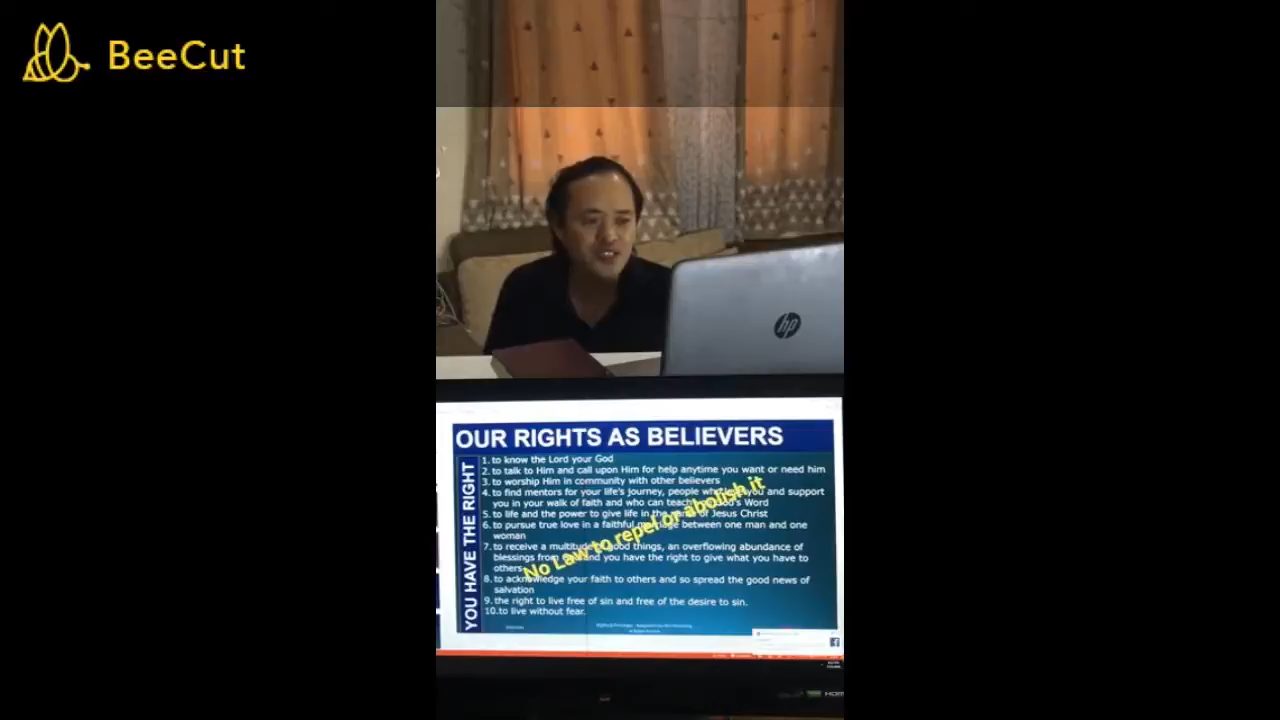 BeeCut
hp
OUR RIGHTS AS BELIEVERS
YOU HAVE THE RIGHT
1. to know the Lord your God
2. to talk to Him and call upon Him for help anytime you want or need him
3. to worship Him in community with other believers
4. to find mentors for your life's journey, people who you and support
you in your walk of faith and who can teach Word
5. to life and the power to give life in the of Jesus Christ
6. to pursue true love in a faithful marriage between one man and one
woman
7. to receive a multitude good things, an overflowing abundance of
blessings from and you have the right to give what you have to
others
8. to acknowledge your faith to others and so spread the good news of
salvation
9. the right to live free of sin and free of the desire to sin.
10. to live without fear.
No Law to repel or abolish it
HDMI